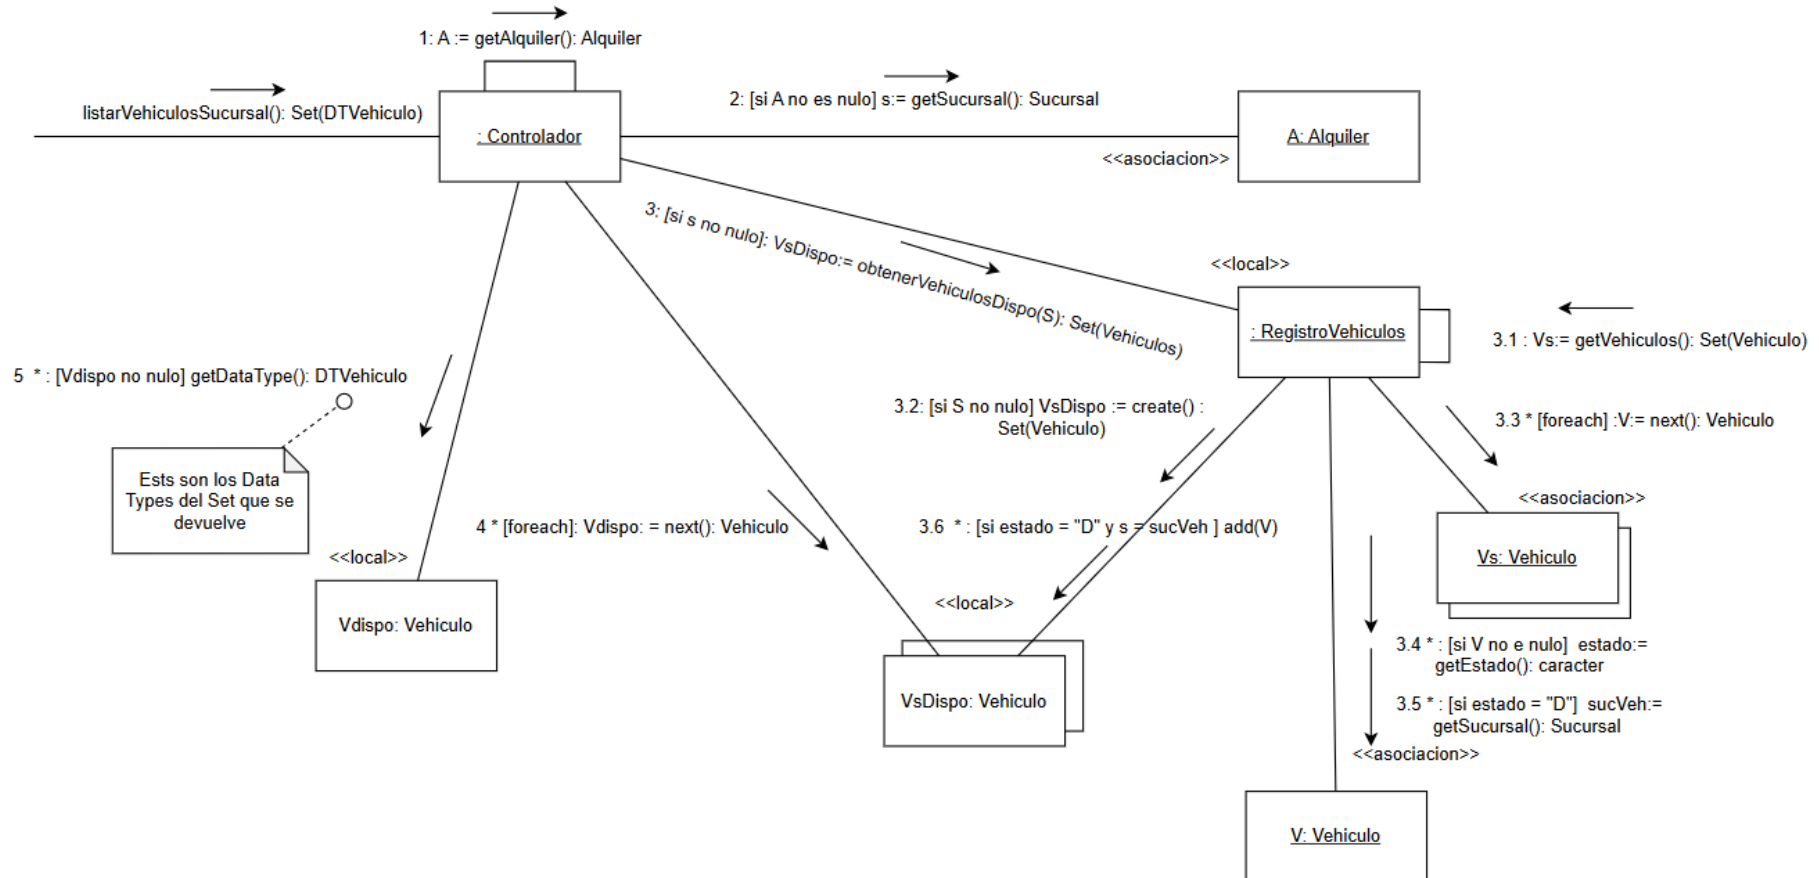 1: A := getAlquiler(): Alquiler
listarVehiculosSucursal(): Set(DTVehiculo)
: Controlador
2: [si A no es nulo] s:= getSucursal(): Sucursal
A: Alquiler
<<asociacion>>
3: [si s no nulo]: VsDispo:= obtenerVehiculosDispo(S): Set(Vehiculos)
<<local>>
: RegistroVehiculos
3.1 : Vs:= getVehiculos(): Set(Vehiculo)
5 * : [Vdispo no nulo] getDataType(): DTVehiculo
3.2: [si S no nulo] VsDispo := create() :
Set(Vehiculo)
3.3 * [foreach] :V:= next(): Vehiculo
Ests son los Data
Types del Set que se
devuelve
<<asociacion>>
4 * [foreach]: Vdispo: = next(): Vehiculo
3.6 * : [si estado = "D" y s = sucVeh ] add(V)
<<local>>
Vs: Vehiculo
<<local>>
Vdispo: Vehiculo
3.4 * : [si V no e nulo] estado:=
getEstado(): caracter
VsDispo: Vehiculo
3.5 * : [si estado = "D"] sucVeh:=
getSucursal(): Sucursal
<<asociacion>>
V: Vehiculo